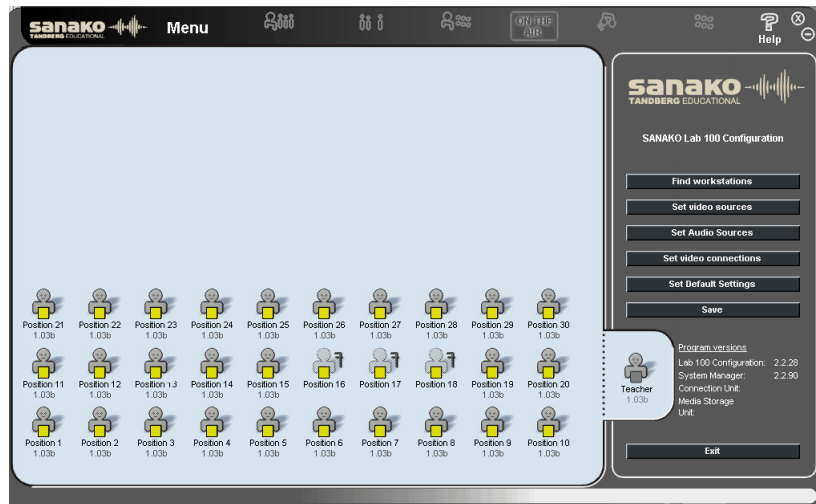 sanako
TANDBERG EDUCATIONAL
Menu
ON THE AIR
Help
sanako
TANDBERG EDUCATIONAL
SANAKO Lab 100 Configuration
Find workstations
Set video sources
Set Audio Sources
Set video connections
Set Default Settings
Save
Position 21 Position 22 Position 23 Position 24 Position 25 Position 26 Position 27 Position 28 Position 29 Position 30
1.03b 1.03b 1.03b 1.03b 1.03b 1.03b 1.03b 1.03b 1.03b 1.03b
Position 11 Position 12 Position 13 Position 14 Position 15 Position 16 Position 17 Position 18 Position 19 Position 20
1.03b 1.03b 1.03b 1.03b 1.03b 1.03b 1.03b
Position 1 Position 2 Position 3 Position 4 Position 5 Position 6 Position 7 Position 8 Position 9 Position 10
1.03b 1.03b 1.03b 1.03b 1.03b 1.03b 1.03b 1.03b 1.03b 1.03b
Teacher
1.03b
Program versions
Lab 100 Configuration: 2.2.28
System Manager: 2.2.90
Connection Unit:
Media Storage
Unit:
Exit